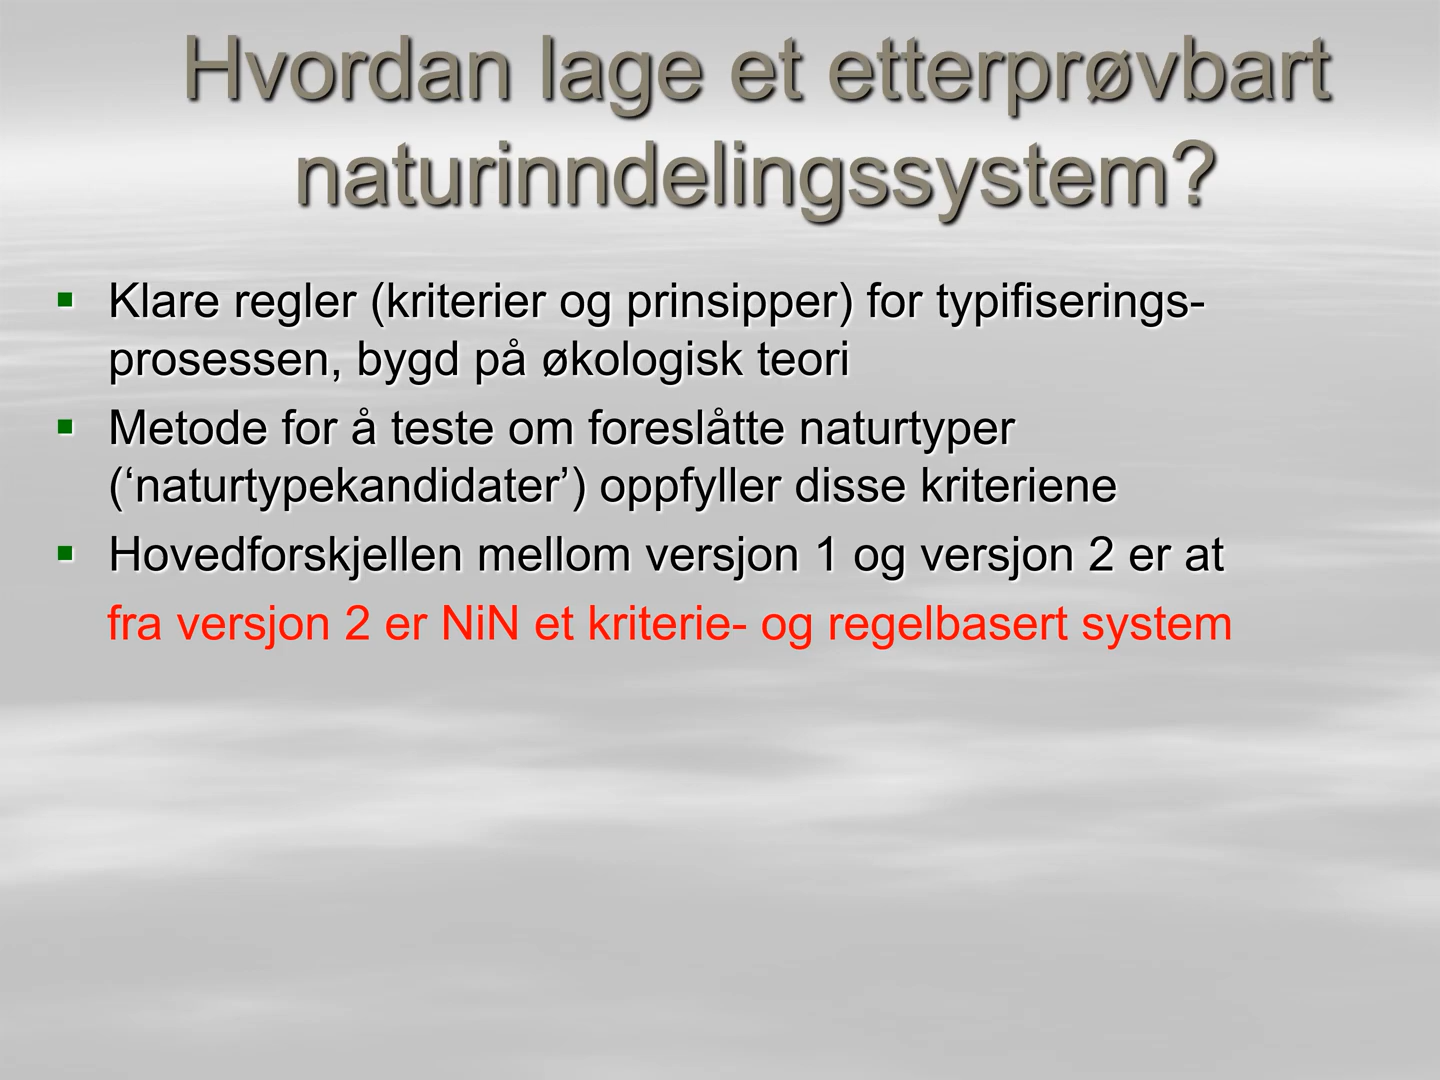 Hvordan lage et etterprøvbart
naturinndelingssystem?
▪ Klare regler (kriterier og prinsipper) for typifiserings-
prosessen, bygd på økologisk teori
▪ Metode for å teste om foreslåtte naturtyper
(‘naturtypekandidater’) oppfyller disse kriteriene
▪ Hovedforskjellen mellom versjon 1 og versjon 2 er at
fra versjon 2 er NiN et kriterie- og regelbasert system